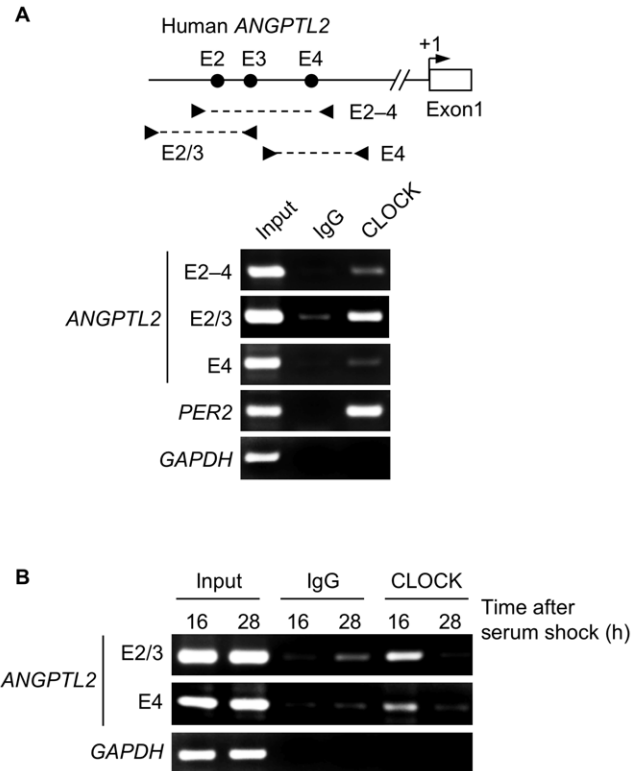 A
Human ANGPTL2
E2 E3 E4 +1
E2–4 Exon1
E2/3 E4
Input IgG CLOCK
E2–4
ANGPTL2 E2/3
E4
PER2
GAPDH
B
Input IgG CLOCK
16 28 16 28 16 28 Time after
serum shock (h)
E2/3
ANGPTL2
E4
GAPDH